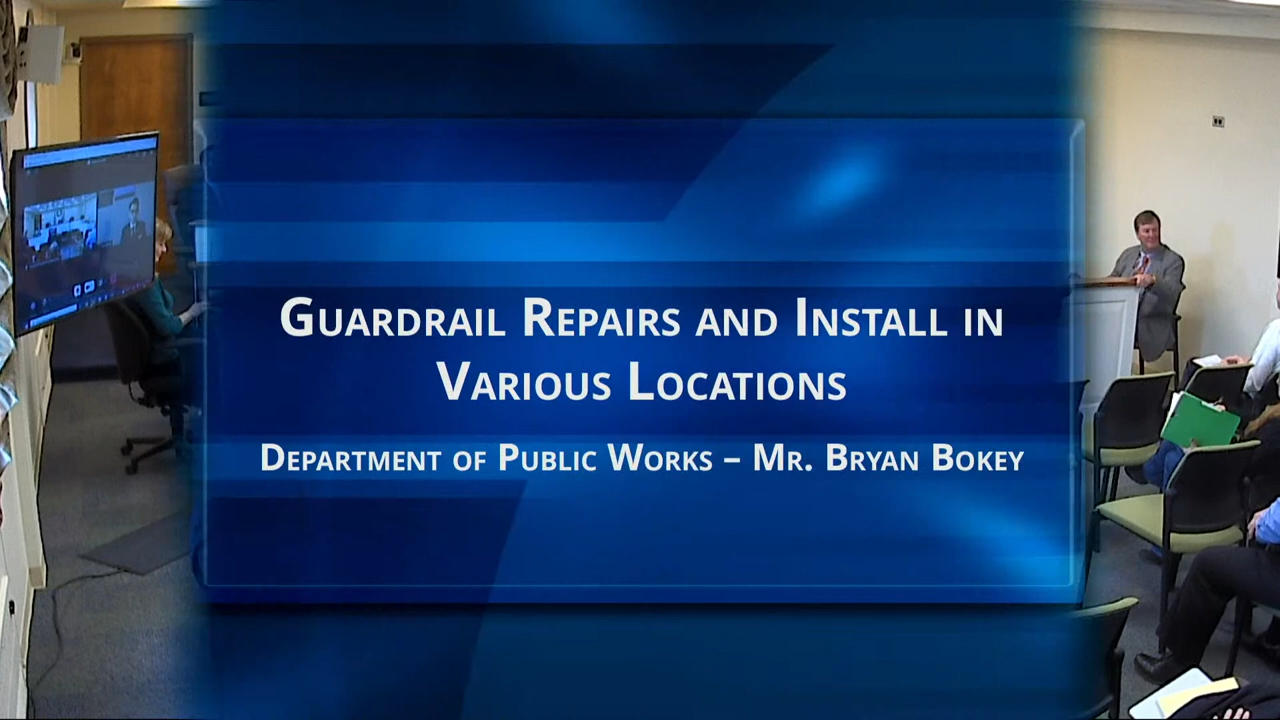 Guardrail Repairs and Install in
Various Locations
Department of Public Works – Mr. Bryan Bokey